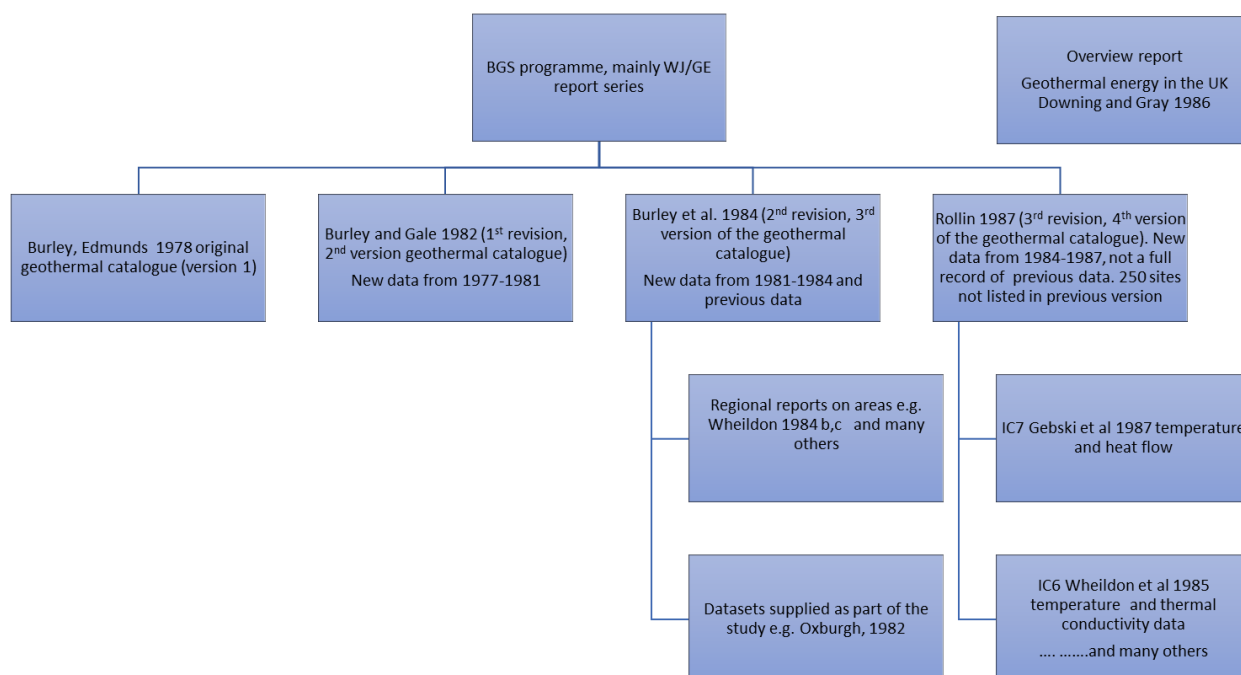 BGS programme, mainly WJ/GE
report series
Overview report
Geothermal energy in the UK
Downing and Gray 1986
Burley, Edmunds 1978 original
geothermal catalogue (version 1)
Burley and Gale 1982 (1st revision,
2nd version geothermal catalogue)
New data from 1977-1981
Burley et al. 1984 (2nd revision, 3rd
version of the geothermal
catalogue)
New data from 1981-1984 and
previous data
Rollin 1987 (3rd revision, 4th version
of the geothermal catalogue). New
data from 1984-1987, not a full
record of previous data. 250 sites
not listed in previous version
Regional reports on areas e.g.
Wheildon 1984 b,c and many
others
IC7 Gebski et al 1987 temperature
and heat flow
Datasets supplied as part of the
study e.g. Oxburgh, 1982
IC6 Wheildon et al 1985
temperature and thermal
conductivity data
.... .......and many others